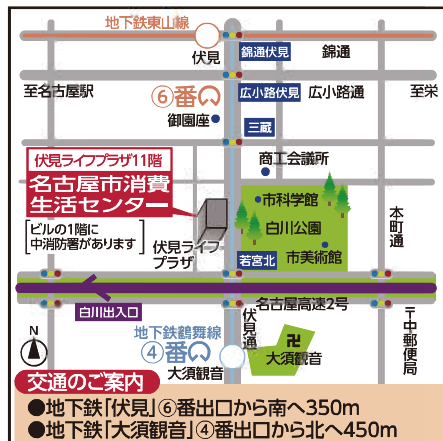 地下鉄東山線
伏見
錦通伏見
錦通
至名古屋駅
⑥番
広小路伏見
広小路通
至栄
御園座
三蔵
商工会議所
伏見ライフプラザ11階
名古屋市消費
生活センター
ビルの1階に
中消防署があります
伏見ライフ
プラザ
市科学館
白川公園
市美術館
若宮北
本町通
白川出入口
名古屋高速2号
N
地下鉄鶴舞線
④番
大須観音
伏見通
卍
大須観音
〒中郵便局
交通のご案内
●地下鉄「伏見」⑥番出口から南へ350m
●地下鉄「大須観音」④番出口から北へ450m